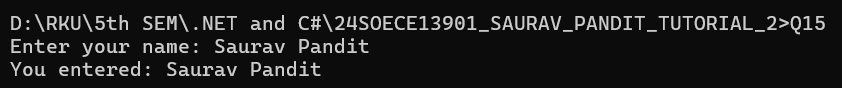 D:\RKU\5th SEM\.NET and C#\24SOECE13901_SAURAV_PANDIT_TUTORIAL_2>Q15
Enter your name: Saurav Pandit
You entered: Saurav Pandit